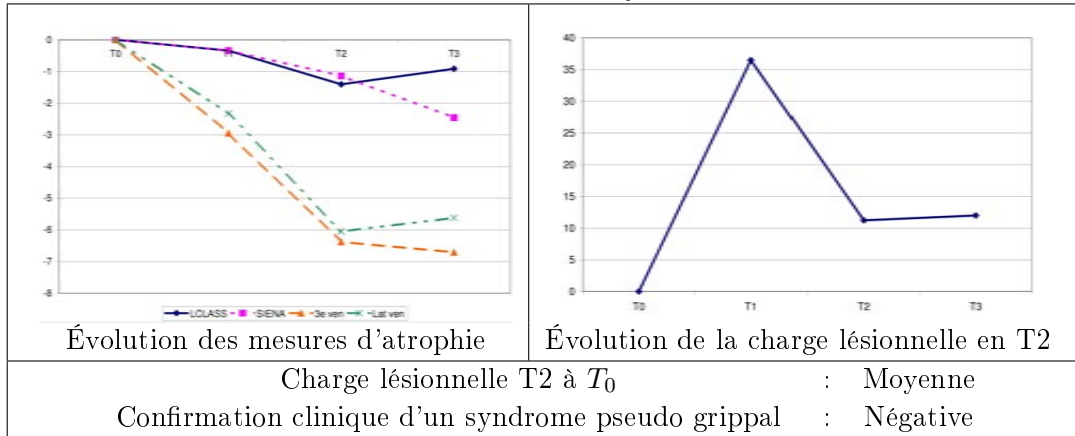 0
-1
-2
-3
-4
-5
-6
-7
-8
T0
T1
T2
T3
LCLASS SIENA 3e ven Lat ven
Évolution des mesures d'atrophie
40
35
30
25
20
15
10
5
0
T0
T1
T2
T3
Évolution de la charge lésionnelle en T2
Charge lésionnelle T2 à T0 : Moyenne
Confirmation clinique d'un syndrome pseudo grippal : Négative